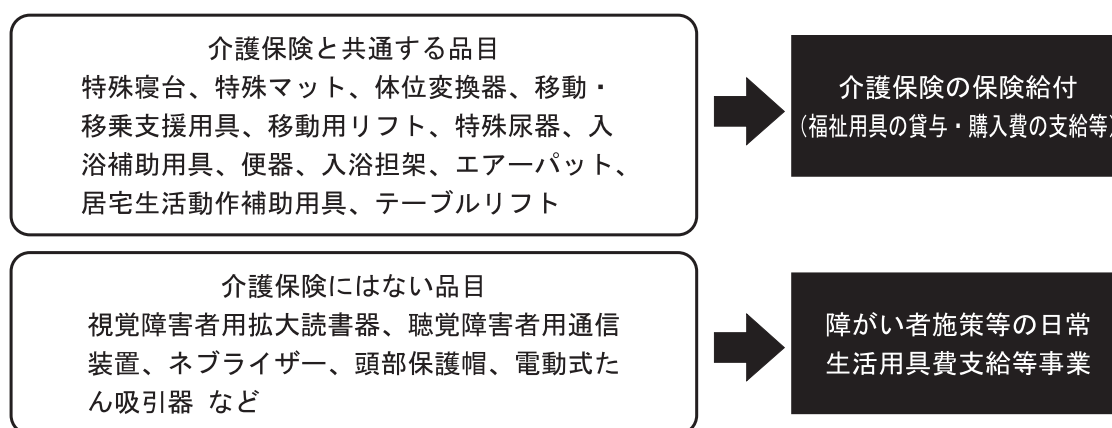 介護保険と共通する品目
特殊寝台、特殊マット、体位変換器、移動・
移乗支援用具、移動用リフト、特殊尿器、入
浴補助用具、便器、入浴担架、エアーパット、
居宅生活動作補助用具、テーブルリフト
介護保険の保険給付
(福祉用具の貸与・購入費の支給等)
介護保険にはない品目
視覚障害者用拡大読書器、聴覚障害者用通信
装置、ネブライザー、頭部保護帽、電動式た
ん吸引器 など
障がい者施策等の日常
生活用具費支給等事業